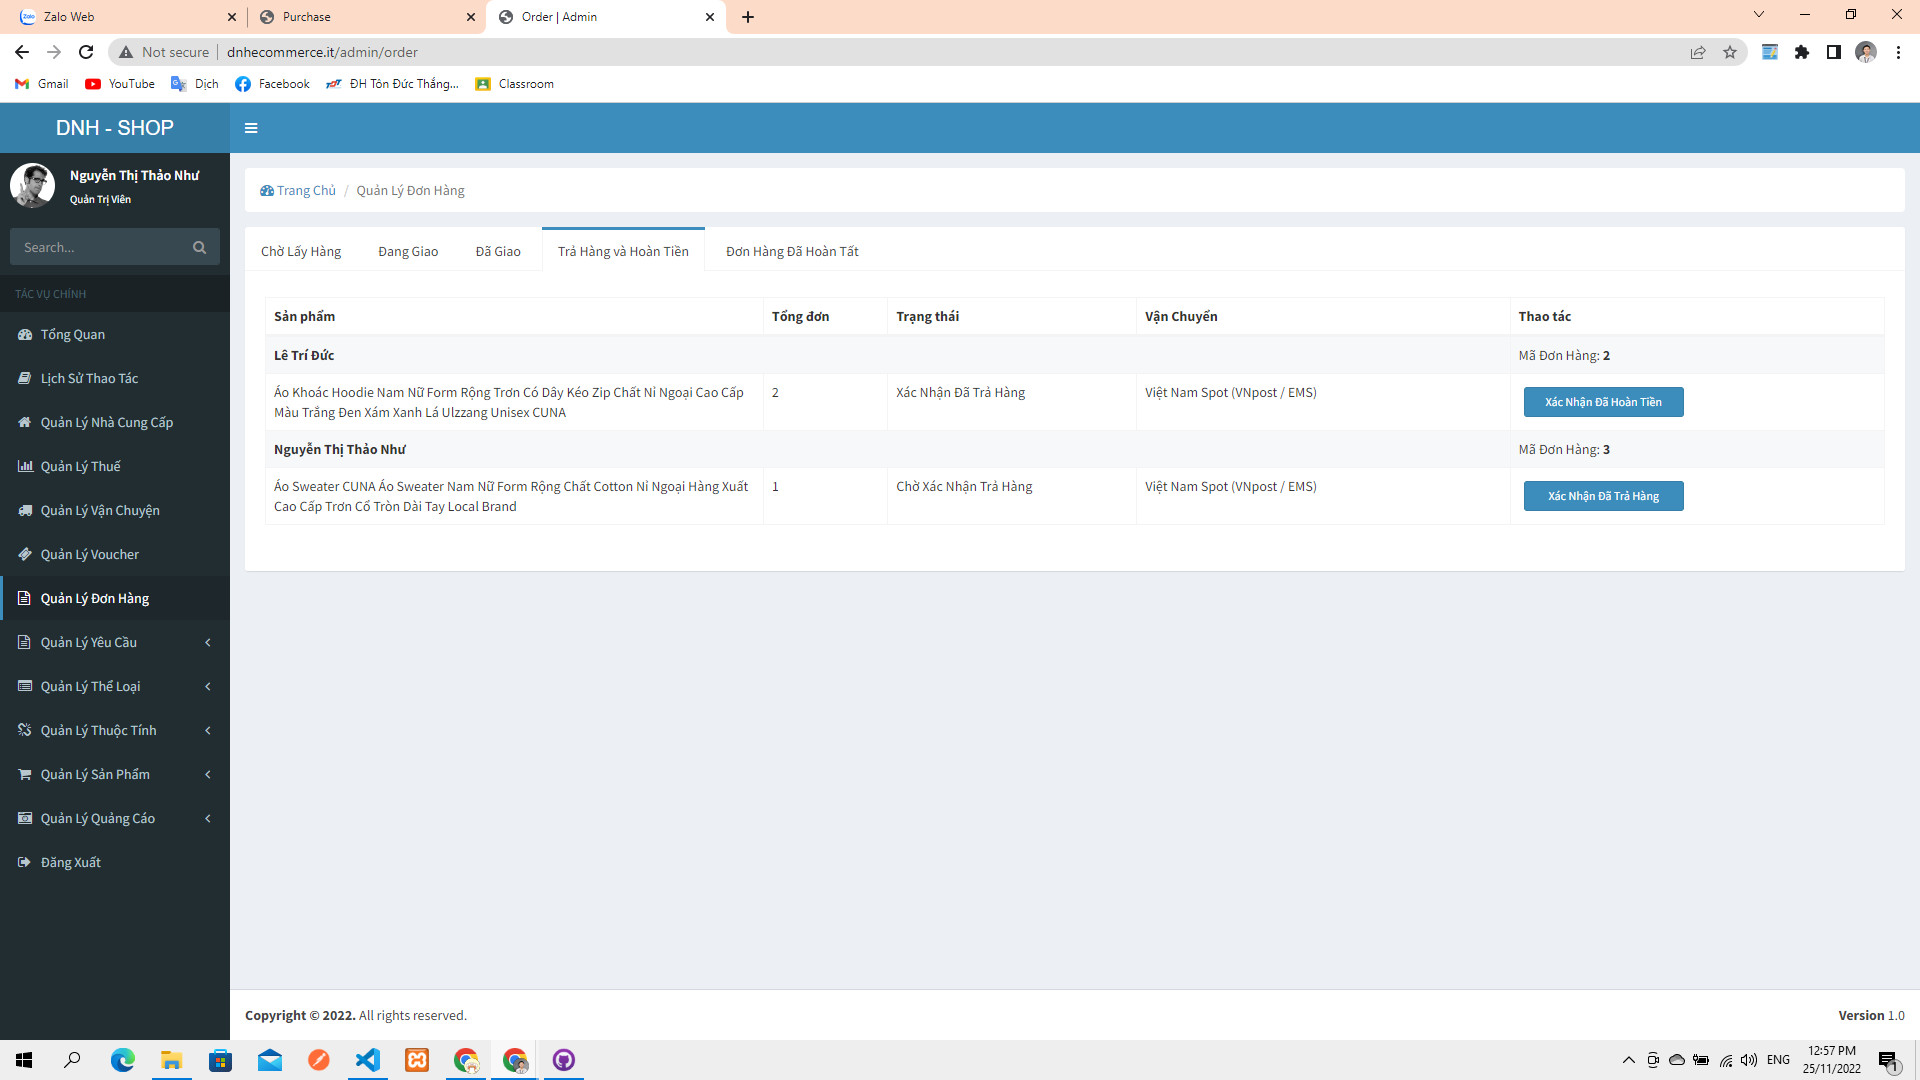 Zalo Web
Purchase
Order | Admin
Not secure
dnhecommerce.it/admin/order
Gmail
YouTube
Dịch
Facebook
ĐH Tôn Đức Thắng...
Classroom
DNH - SHOP
Nguyễn Thị Thảo Như
Quản Trị Viên
Search...
TÁC VỤ CHÍNH
Tổng Quan
Lịch Sử Thao Tác
Quản Lý Nhà Cung Cấp
Quản Lý Thuế
Quản Lý Vận Chuyện
Quản Lý Voucher
Quản Lý Đơn Hàng
Quản Lý Yêu Cầu
Quản Lý Thể Loại
Quản Lý Thuộc Tính
Quản Lý Sản Phẩm
Quản Lý Quảng Cáo
Đăng Xuất
Trang Chủ / Quản Lý Đơn Hàng
Chờ Lấy Hàng
Đang Giao
Đã Giao
Trả Hàng và Hoàn Tiền
Đơn Hàng Đã Hoàn Tất
Sản phẩm
Tổng đơn
Trạng thái
Vận Chuyển
Thao tác
Lê Trí Đức
Mã Đơn Hàng: 2
Áo Khoác Hoodie Nam Nữ Form Rộng Trơn Có Dây Kéo Zip Chất Nỉ Ngoại Cao Cấp
Màu Trắng Đen Xám Xanh Lá Ulzzang Unisex CUNA
2
Xác Nhận Đã Trả Hàng
Việt Nam Spot (VNpost / EMS)
Xác Nhận Đã Hoàn Tiền
Nguyễn Thị Thảo Như
Mã Đơn Hàng: 3
Áo Sweater CUNA Áo Sweater Nam Nữ Form Rộng Chất Cotton Nỉ Ngoại Hàng Xuất
Cao Cấp Trơn Cổ Tròn Dài Tay Local Brand
1
Chờ Xác Nhận Trả Hàng
Việt Nam Spot (VNpost / EMS)
Xác Nhận Đã Trả Hàng
Copyright © 2022. All rights reserved.
Version 1.0
ENG
12:57 PM
25/11/2022
1